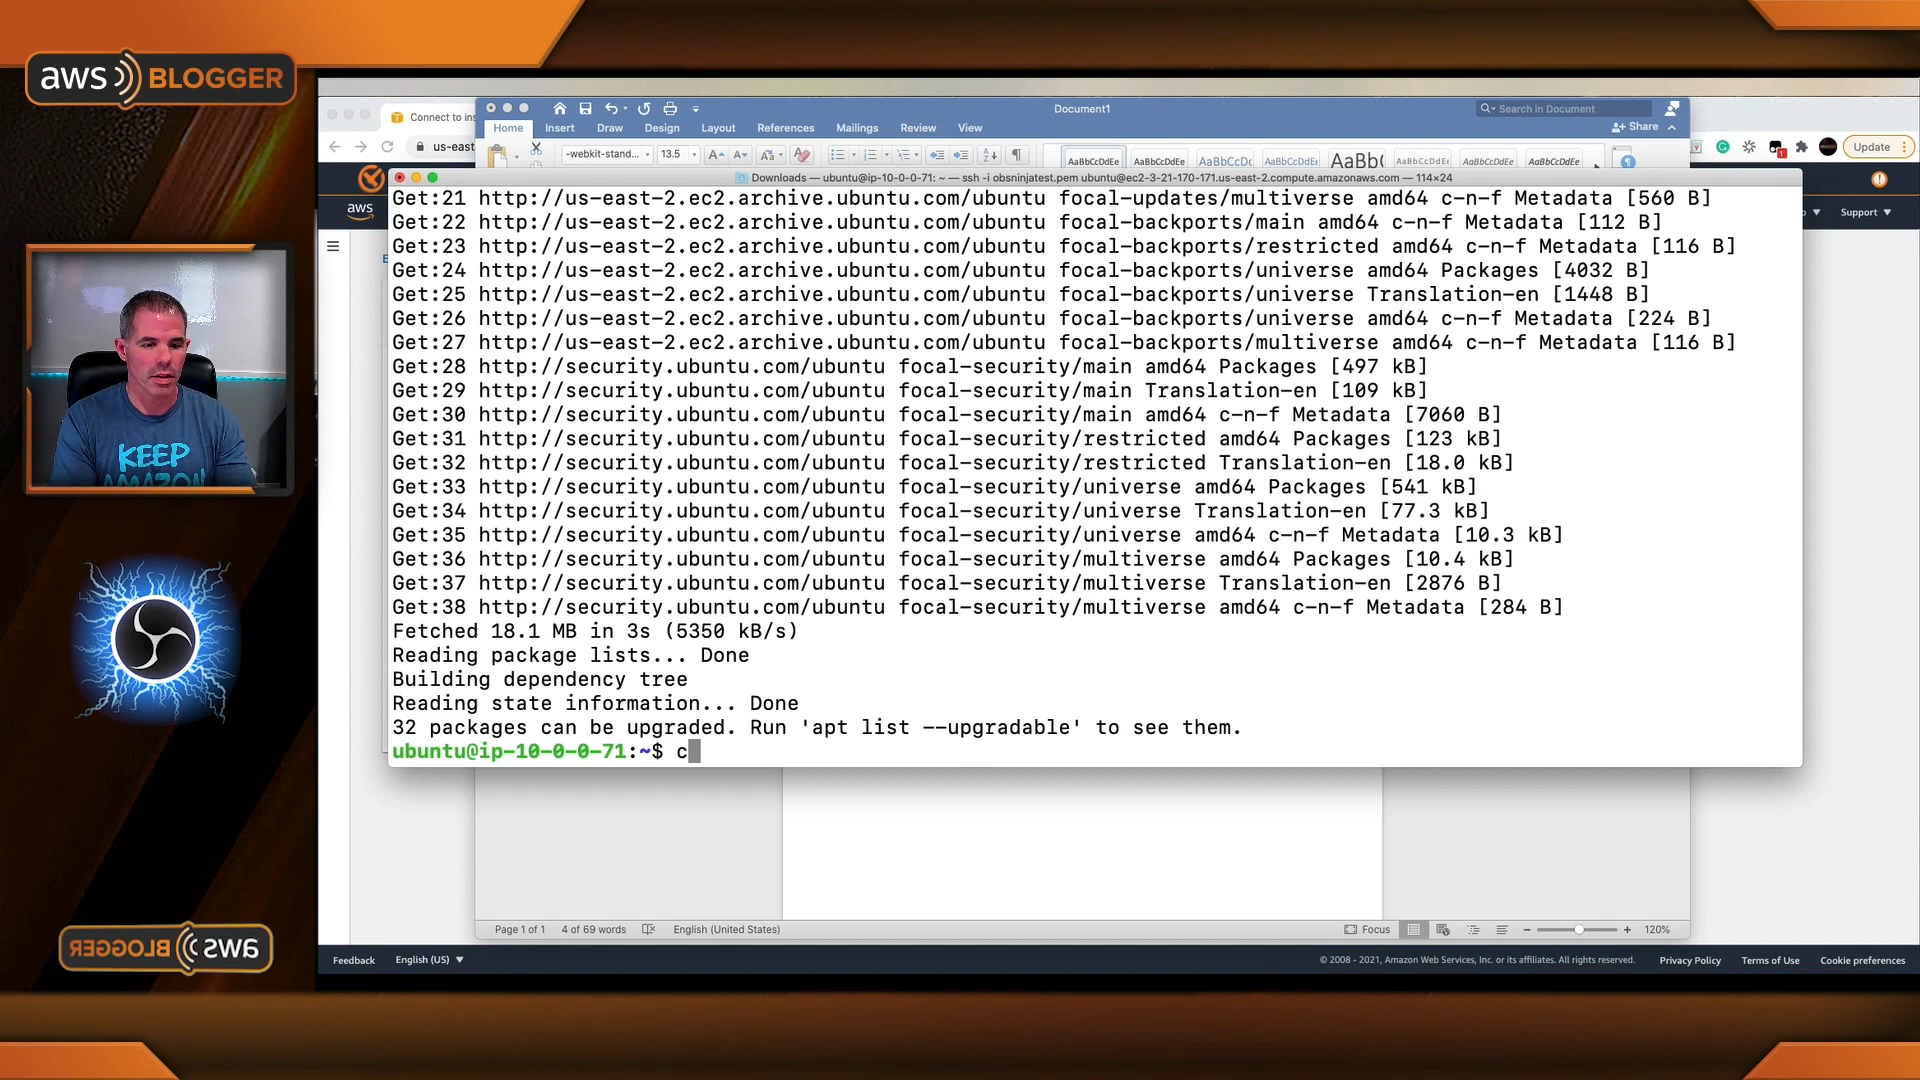 aws BLOGGER
Connect to ins
us-east
Document1
Search in Document
Home Insert Draw Design Layout References Mailings Review View
Share
-webkit-stand... 13.5
AaBbCcDdEe AaBbCcDdEe AaBbCcDc AaBbCcDdEe AaBb( AaBbCcDdEe AaBbCcDdEe AaBbCcDdEe
Update
Downloads — ubuntu@ip-10-0-0-71: ~ — ssh -i obsninjatest.pem ubuntu@ec2-3-21-170-171.us-east-2.compute.amazonaws.com — 114×24
aws
Support
Get:21 http://us-east-2.ec2.archive.ubuntu.com/ubuntu focal-updates/multiverse amd64 c-n-f Metadata [560 B]
Get:22 http://us-east-2.ec2.archive.ubuntu.com/ubuntu focal-backports/main amd64 c-n-f Metadata [112 B]
Get:23 http://us-east-2.ec2.archive.ubuntu.com/ubuntu focal-backports/restricted amd64 c-n-f Metadata [116 B]
Get:24 http://us-east-2.ec2.archive.ubuntu.com/ubuntu focal-backports/universe amd64 Packages [4032 B]
Get:25 http://us-east-2.ec2.archive.ubuntu.com/ubuntu focal-backports/universe Translation-en [1448 B]
Get:26 http://us-east-2.ec2.archive.ubuntu.com/ubuntu focal-backports/universe amd64 c-n-f Metadata [224 B]
Get:27 http://us-east-2.ec2.archive.ubuntu.com/ubuntu focal-backports/multiverse amd64 c-n-f Metadata [116 B]
Get:28 http://security.ubuntu.com/ubuntu focal-security/main amd64 Packages [497 kB]
Get:29 http://security.ubuntu.com/ubuntu focal-security/main Translation-en [109 kB]
Get:30 http://security.ubuntu.com/ubuntu focal-security/main amd64 c-n-f Metadata [7060 B]
Get:31 http://security.ubuntu.com/ubuntu focal-security/restricted amd64 Packages [123 kB]
Get:32 http://security.ubuntu.com/ubuntu focal-security/restricted Translation-en [18.0 kB]
Get:33 http://security.ubuntu.com/ubuntu focal-security/universe amd64 Packages [541 kB]
Get:34 http://security.ubuntu.com/ubuntu focal-security/universe Translation-en [77.3 kB]
Get:35 http://security.ubuntu.com/ubuntu focal-security/universe amd64 c-n-f Metadata [10.3 kB]
Get:36 http://security.ubuntu.com/ubuntu focal-security/multiverse amd64 Packages [10.4 kB]
Get:37 http://security.ubuntu.com/ubuntu focal-security/multiverse Translation-en [2876 B]
Get:38 http://security.ubuntu.com/ubuntu focal-security/multiverse amd64 c-n-f Metadata [284 B]
Fetched 18.1 MB in 3s (5350 kB/s)
Reading package lists... Done
Building dependency tree
Reading state information... Done
32 packages can be upgraded. Run 'apt list --upgradable' to see them.
ubuntu@ip-10-0-0-71:~$ c
KEEP
AMAZON
Page 1 of 1 4 of 69 words English (United States) Focus 120%
aws BLOGGER
Feedback English (US) © 2008 - 2021, Amazon Web Services, Inc. or its affiliates. All rights reserved. Privacy Policy Terms of Use Cookie preferences